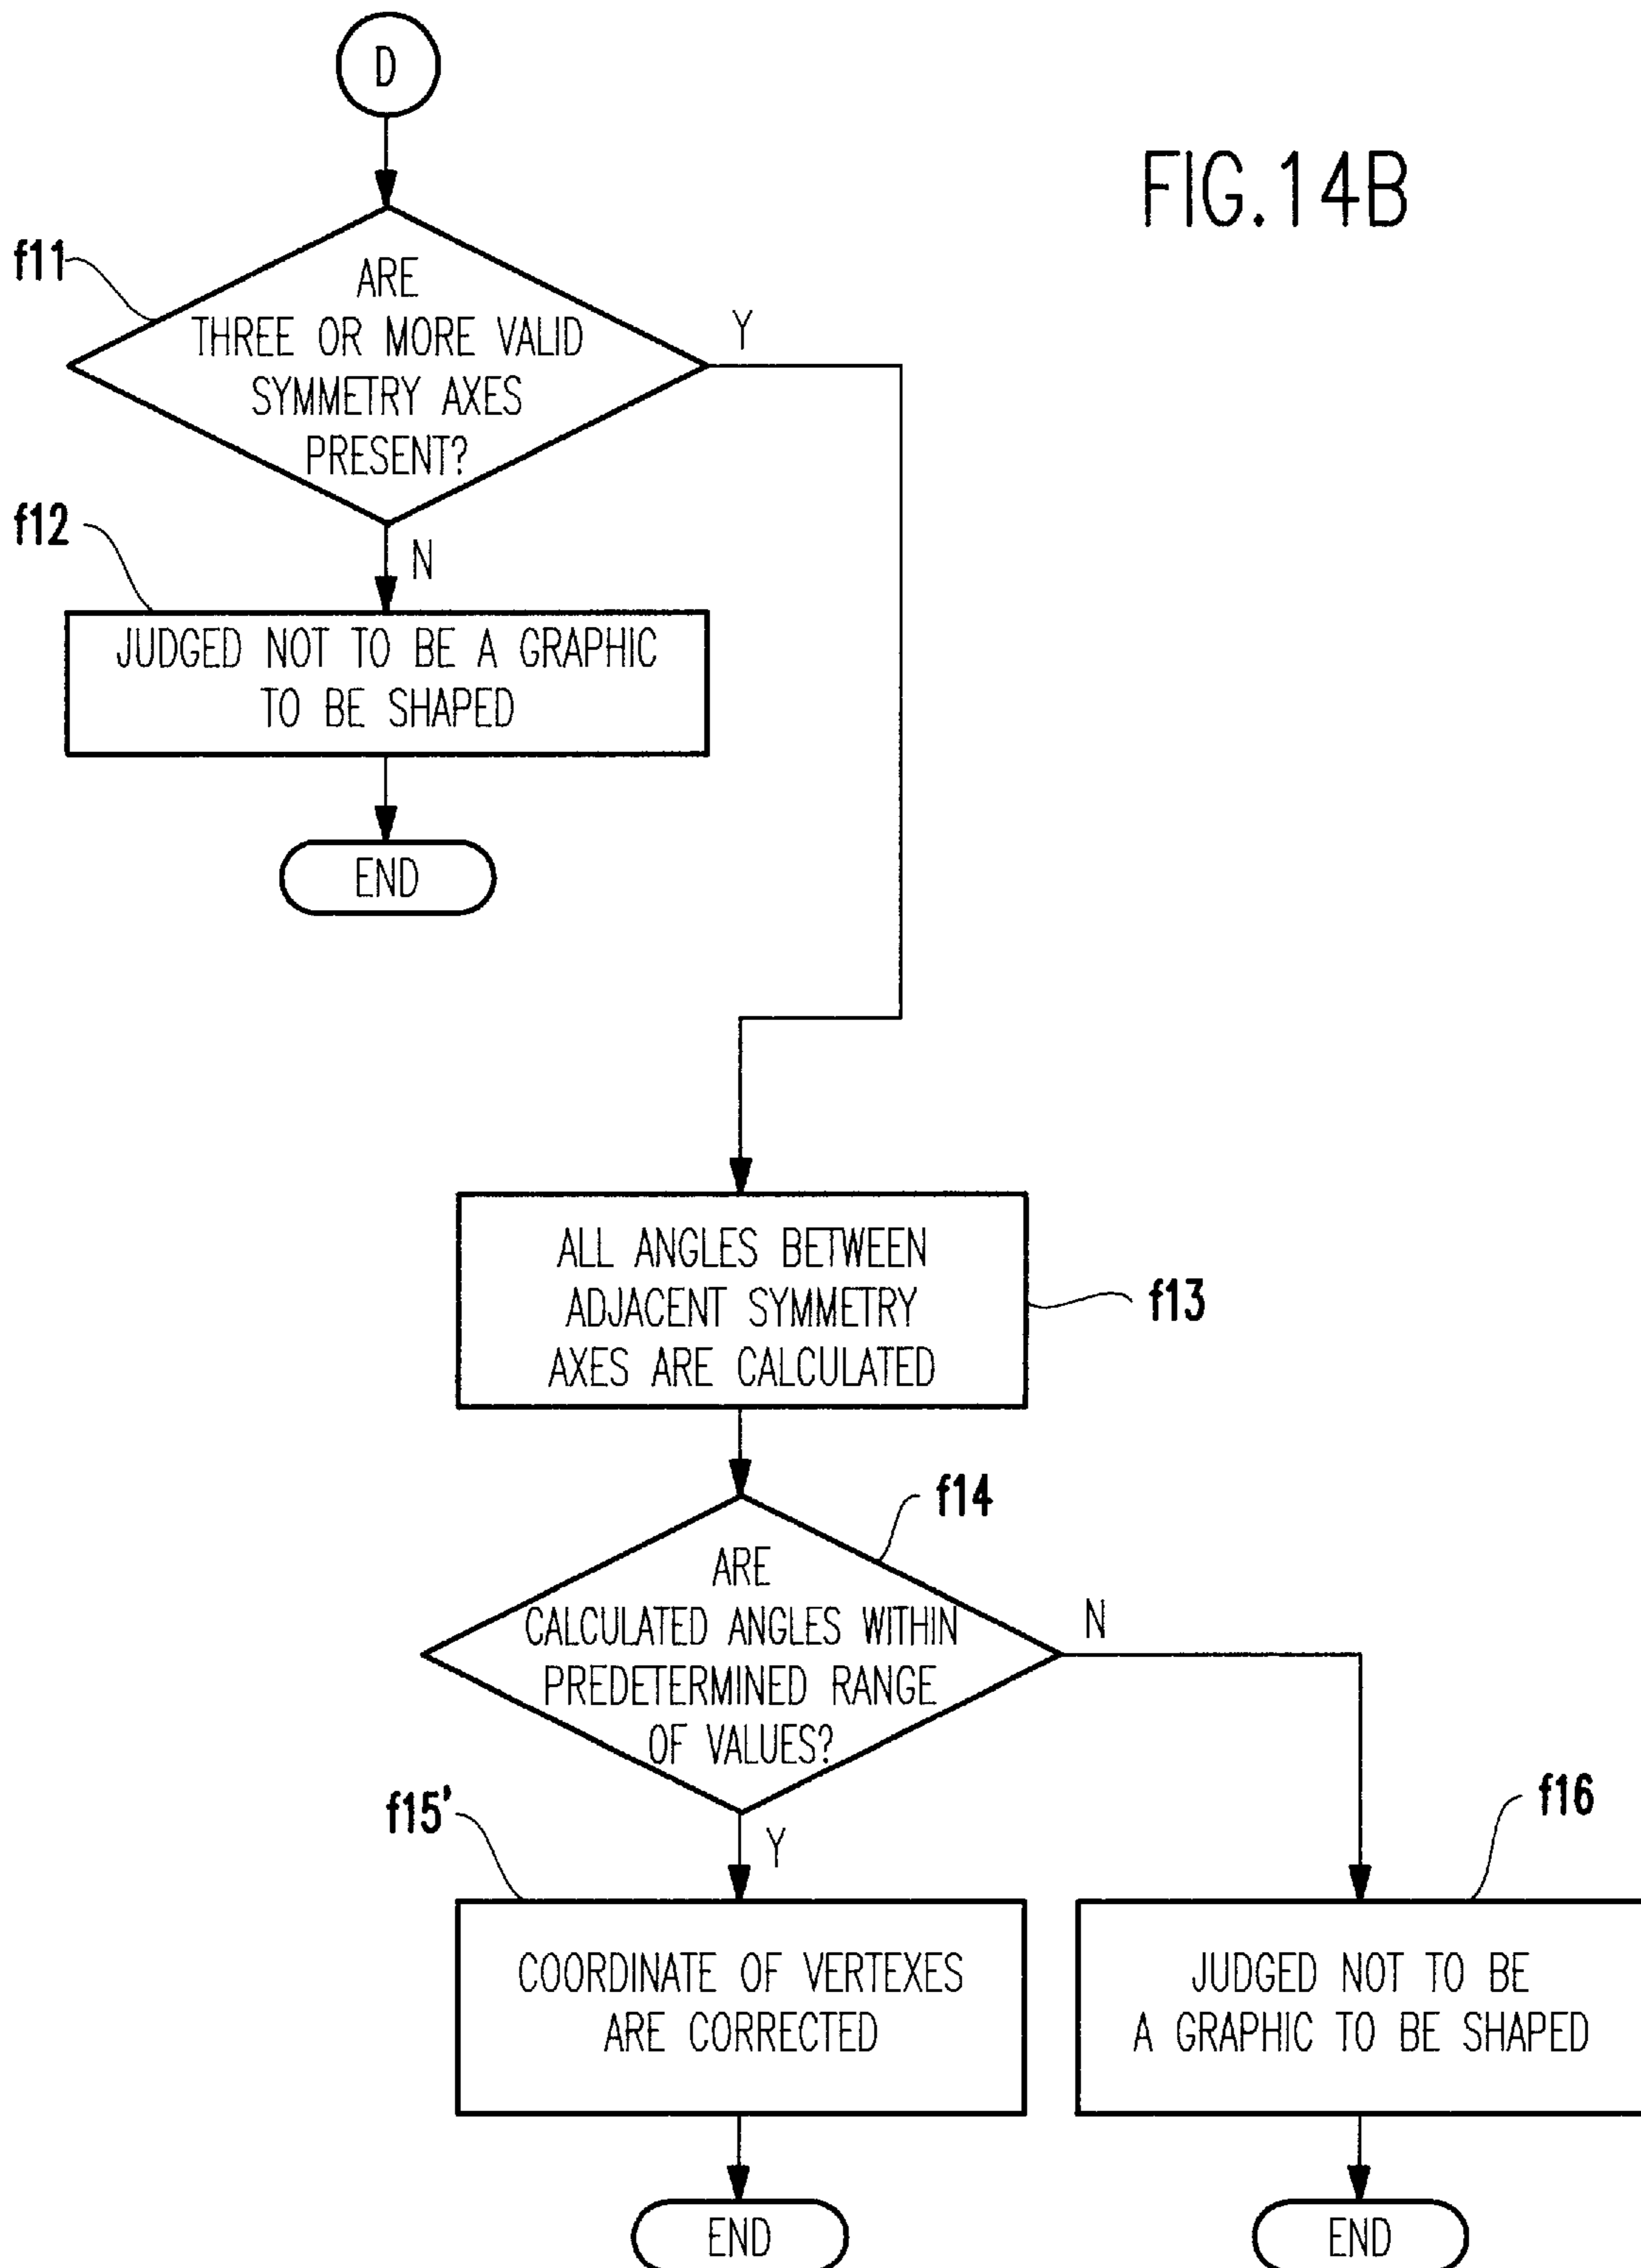 D
FIG.14B
f11
ARE
THREE OR MORE VALID
SYMMETRY AXES
PRESENT?
Y
f12
N
JUDGED NOT TO BE A GRAPHIC
TO BE SHAPED
END
ALL ANGLES BETWEEN
ADJACENT SYMMETRY
AXES ARE CALCULATED
f13
f14
ARE
CALCULATED ANGLES WITHIN
PREDETERMINED RANGE
OF VALUES?
N
f15'
Y
f16
COORDINATE OF VERTEXES
ARE CORRECTED
JUDGED NOT TO BE
A GRAPHIC TO BE SHAPED
END
END